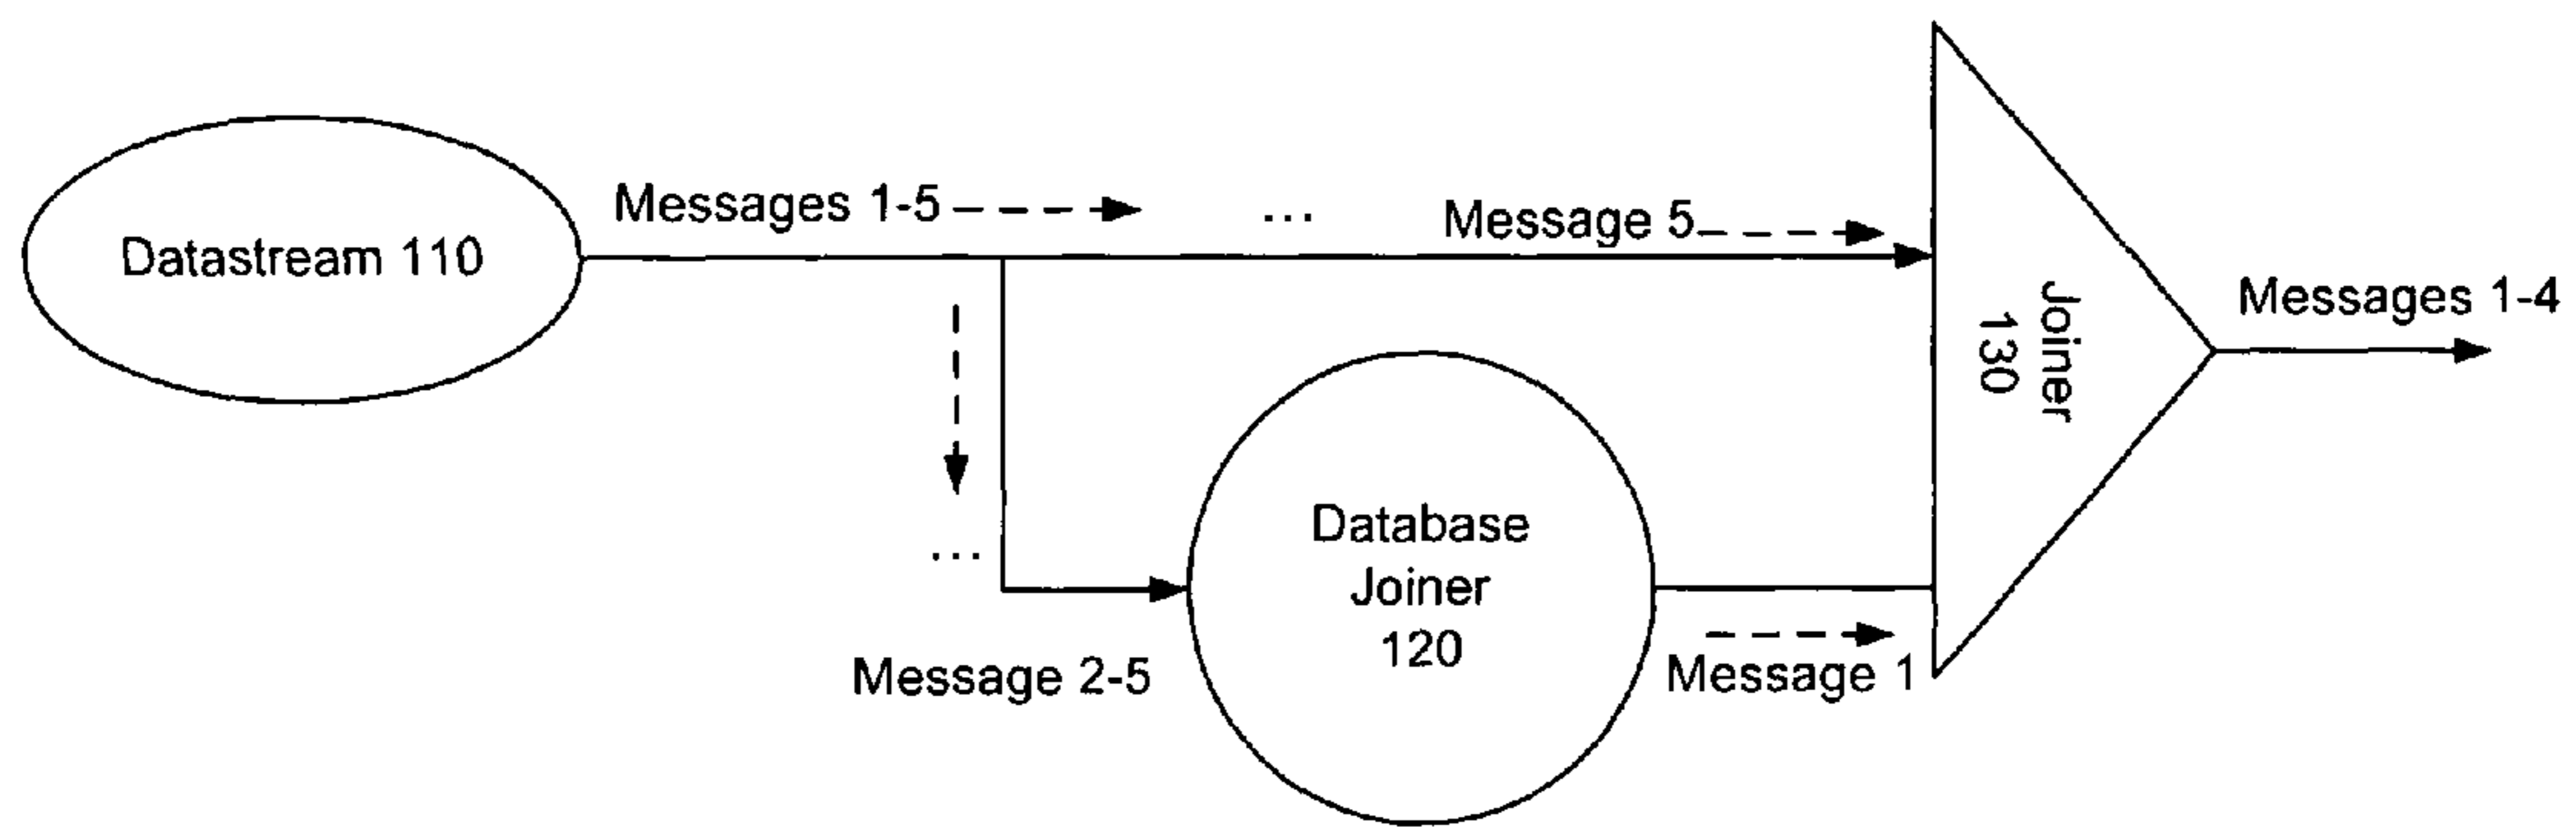 Messages 1-5
...
Message 5
Datastream 110
Messages 1-4
Joiner
130
...
Database
Joiner
120
Message 2-5
Message 1